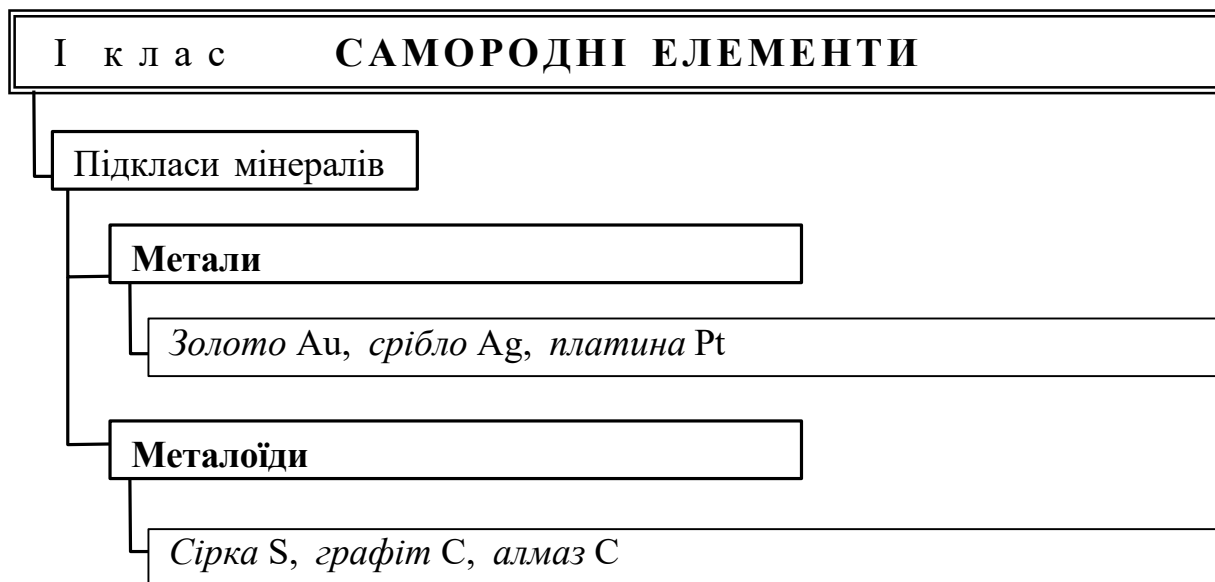 І клас САМОРОДНІ ЕЛЕМЕНТИ
Підкласи мінералів
Метали
Золото Au, срібло Ag, платина Pt
Металоїди
Сірка S, графіт C, алмаз C